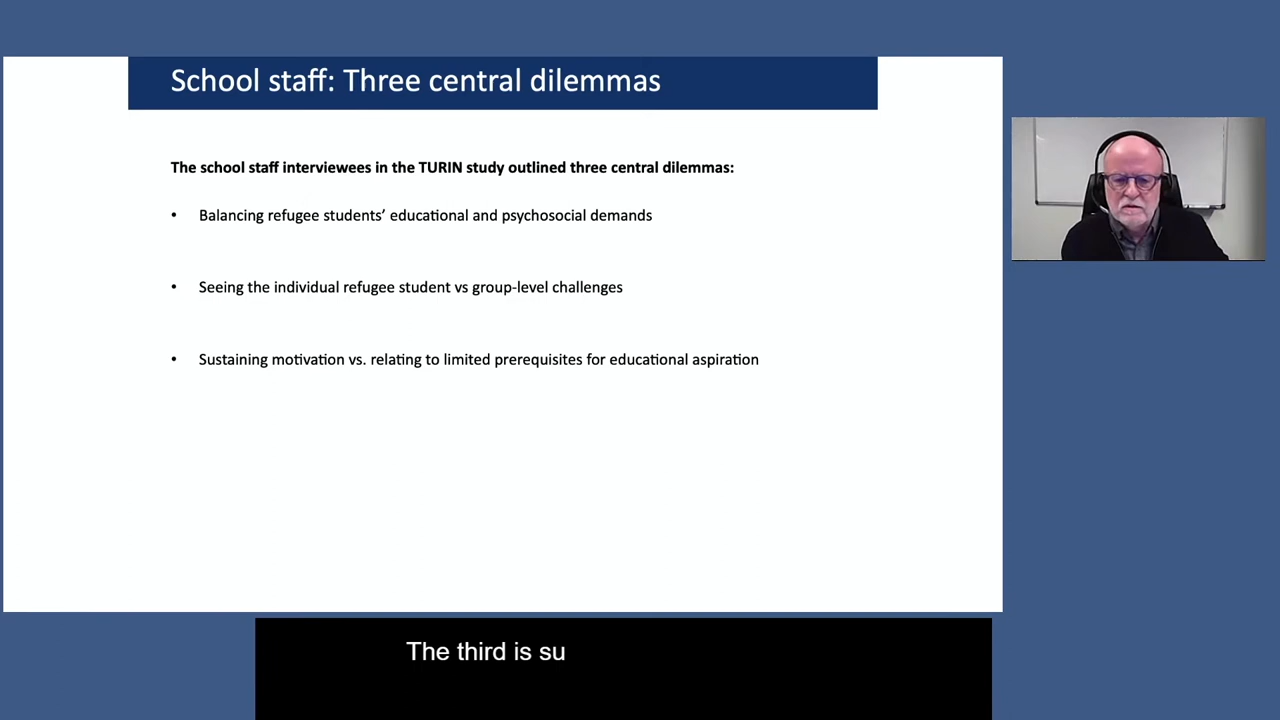 School staff: Three central dilemmas
The school staff interviewees in the TURIN study outlined three central dilemmas:
• Balancing refugee students’ educational and psychosocial demands
• Seeing the individual refugee student vs group-level challenges
• Sustaining motivation vs. relating to limited prerequisites for educational aspiration
The third is su